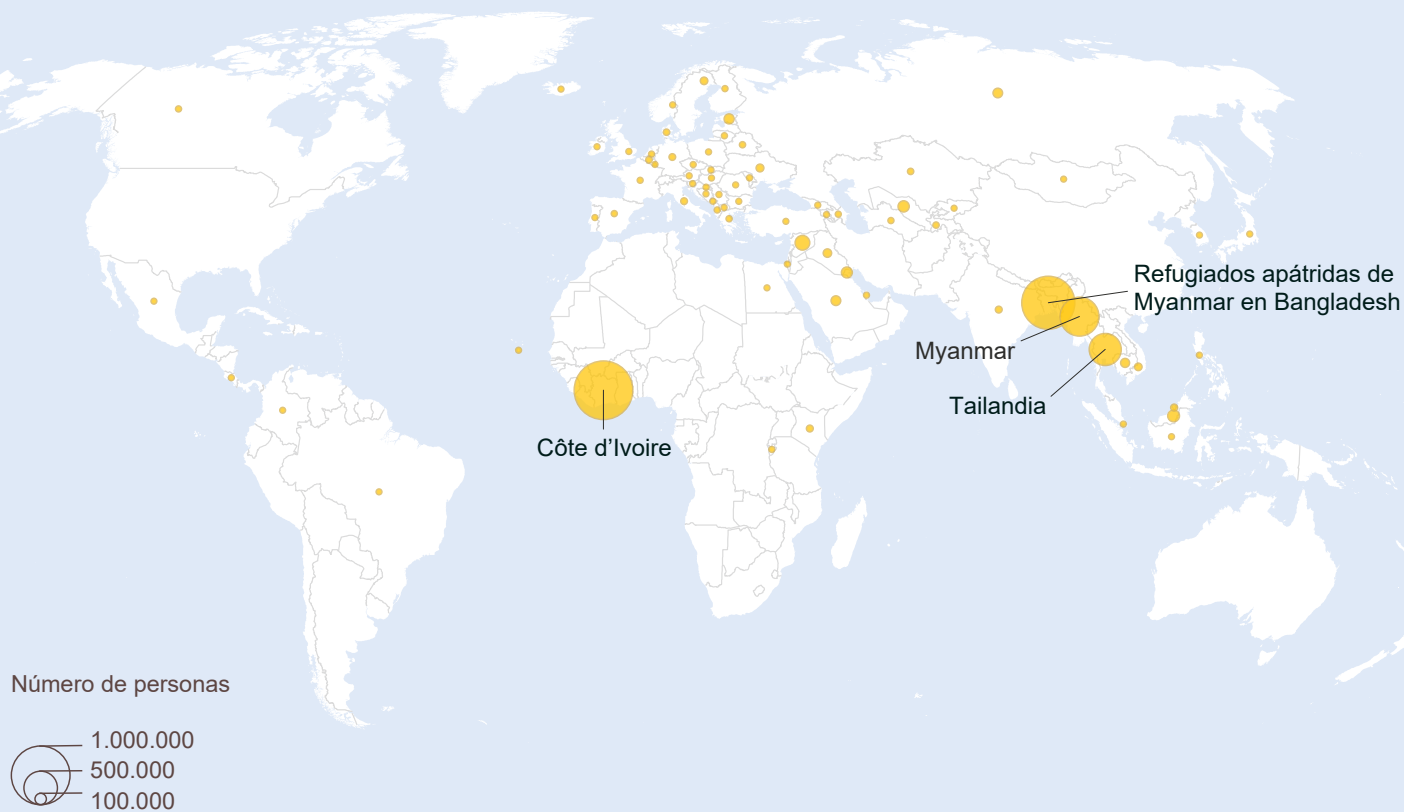 Refugiados apátridas de
Myanmar en Bangladesh
Myanmar
Tailandia
Côte d’Ivoire
Número de personas
1.000.000
500.000
100.000